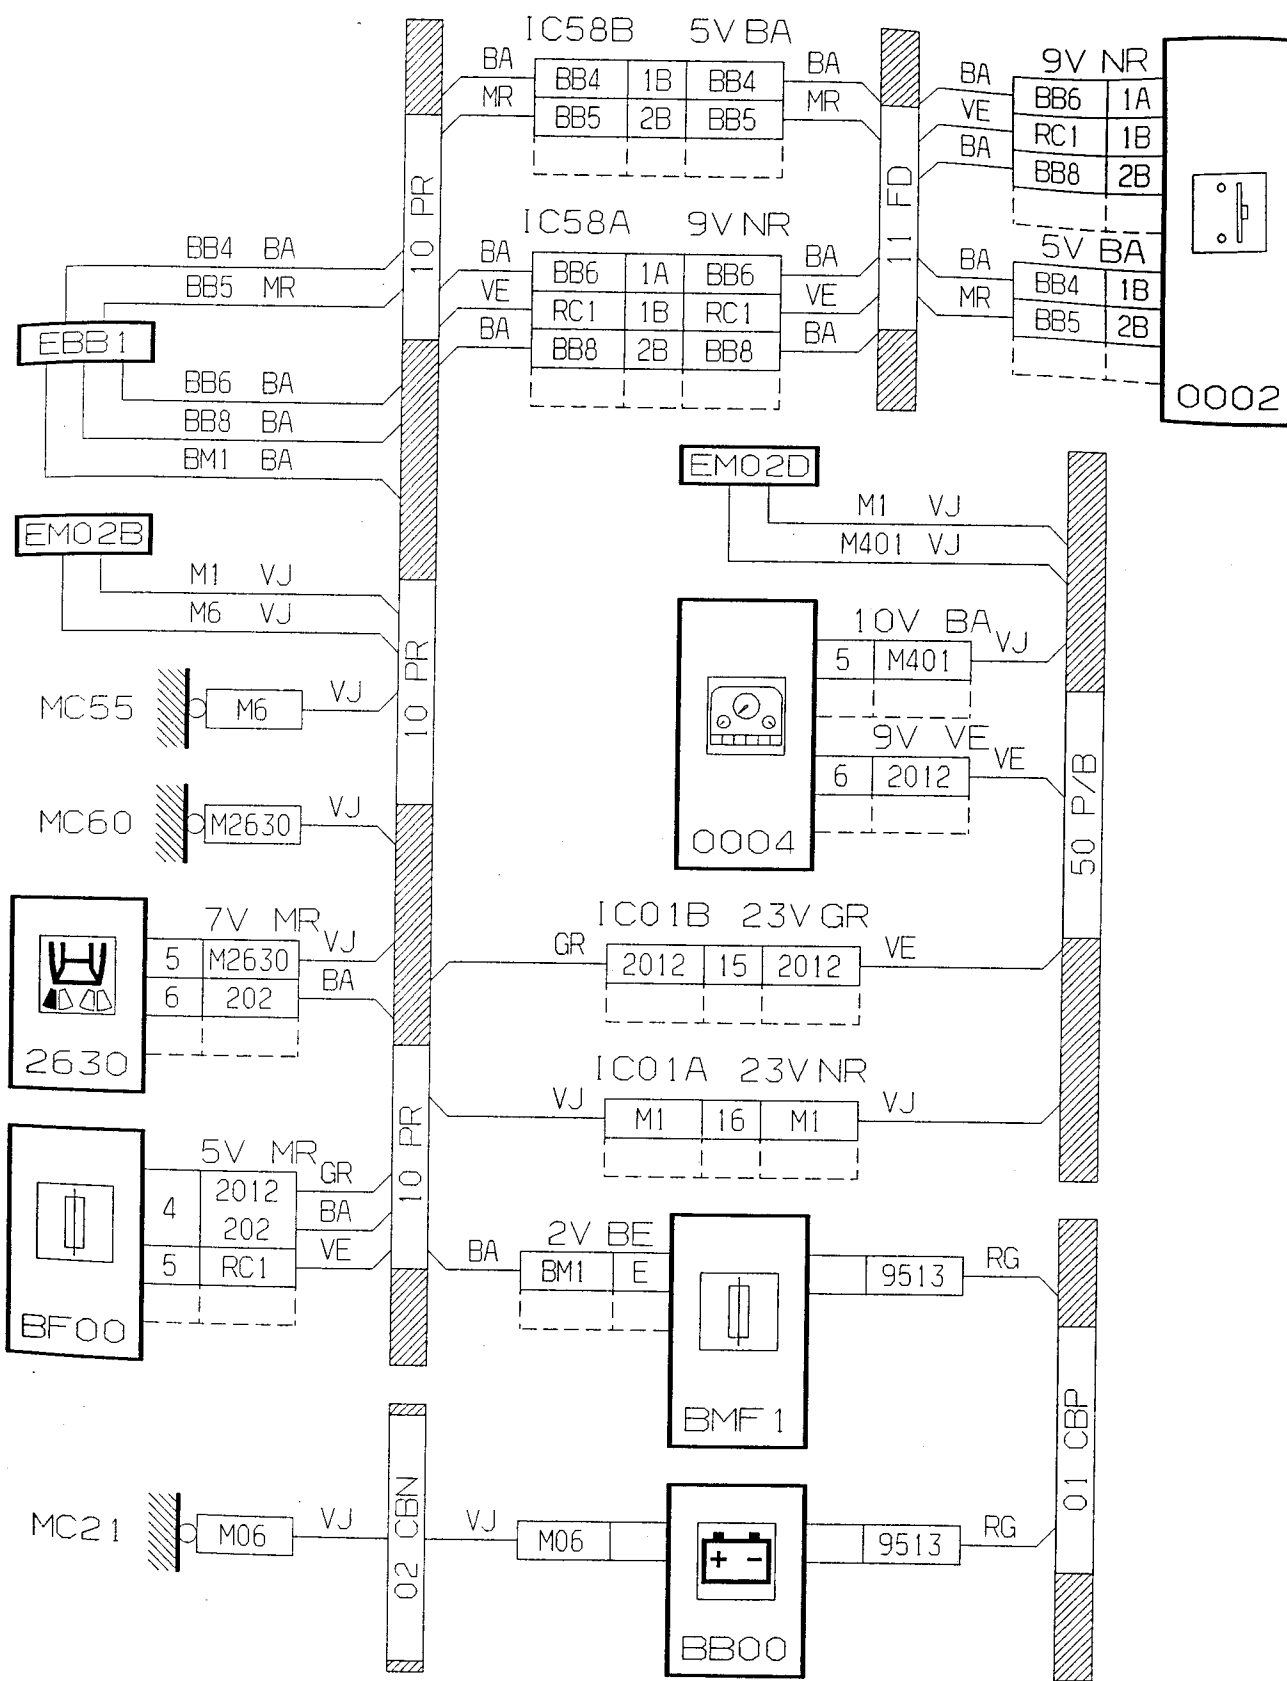 IC58B 5V BA
BA BB4 1B BB4 BA
MR BB5 2B BB5 MR
9V NR
BA BB6 1A
VE RC1 1B
BA BB8 2B
10 PR
11 FD
IC58A 9V NR
BA BB6 1A BB6 BA
VE RC1 1B RC1 VE
BA BB8 2B BB8 BA
5V BA
BA BB4 1B
MR BB5 2B
0002
BB4 BA
BB5 MR
EBB1
BB6 BA
BB8 BA
BM1 BA
EM02D
M1 VJ
M401 VJ
EM02B
M1 VJ
M6 VJ
10V BA
5 M401 VJ
9V VE
6 2012 VE
0004
MC55 M6 VJ
10 PR
MC60 M2630 VJ
50 P/B
7V MR
5 M2630 VJ
6 202 BA
2630
IC01B 23V GR
GR 2012 15 2012 VE
IC01A 23V NR
VJ M1 16 M1 VJ
10 PR
5V MR
4 2012 GR
202 BA
5 RC1 VE
BF00
2V BE
BA BM1 E
9513 RG
BMF1
01 CBP
MC21 M06 VJ
02 CBN
VJ M06
9513 RG
+ -
BB00